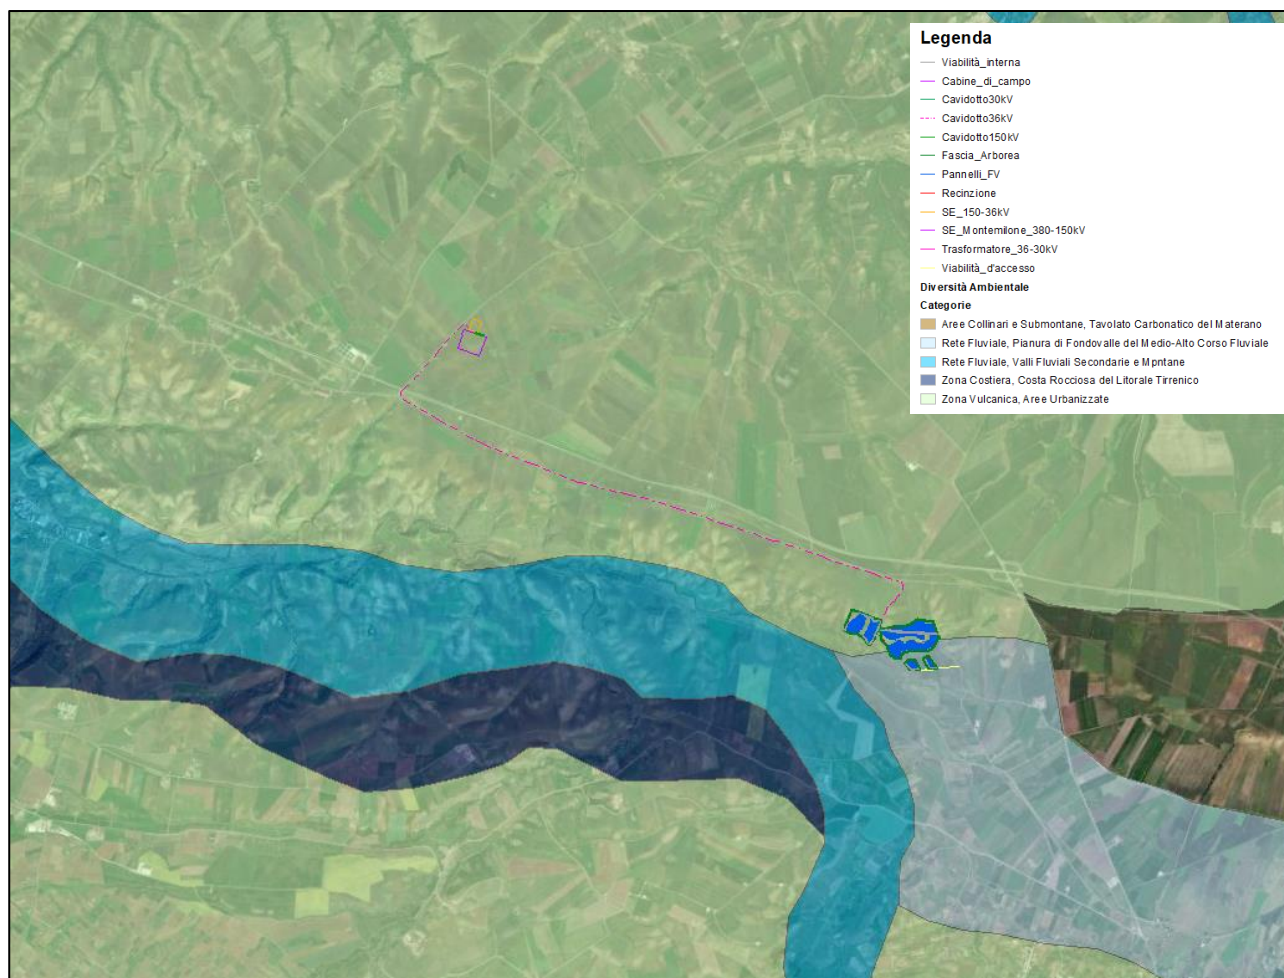 Legenda
Viabilità_interna
Cabine_di_campo
Cavidotto30kV
Cavidotto36kV
Cavidotto150kV
Fascia_Arborea
Pannelli_FV
Recinzione
SE_150-36kV
SE_Montemilone_380-150kV
Trasformatore_36-30kV
Viabilità_d'accesso
Diversità Ambientale
Categorie
Aree Collinari e Submontane, Tavolato Carbonatico del Materano
Rete Fluviale, Pianura di Fondovalle del Medio-Alto Corso Fluviale
Rete Fluviale, Valli Fluviali Secondarie e Mpntane
Zona Costiera, Costa Rocciosa del Litorale Tirrenico
Zona Vulcanica, Aree Urbanizzate